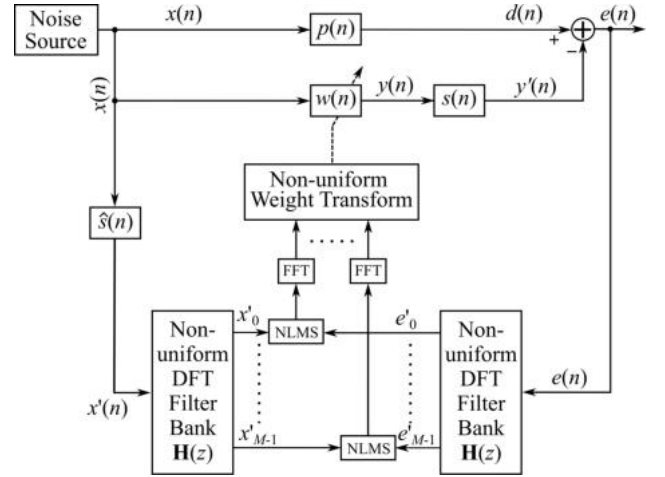 Noise
Source
x(n)
p(n)
d(n)
e(n)
+
−
x(n)
w(n)
y(n)
s(n)
y'(n)
Non-uniform
Weight Transform
ŝ(n)
FFT
FFT
Non-
uniform
DFT
Filter
Bank
H(z)
x'0
NLMS
e'0
Non-
uniform
DFT
Filter
Bank
H(z)
x'(n)
e(n)
x'M-1
NLMS
e'M-1